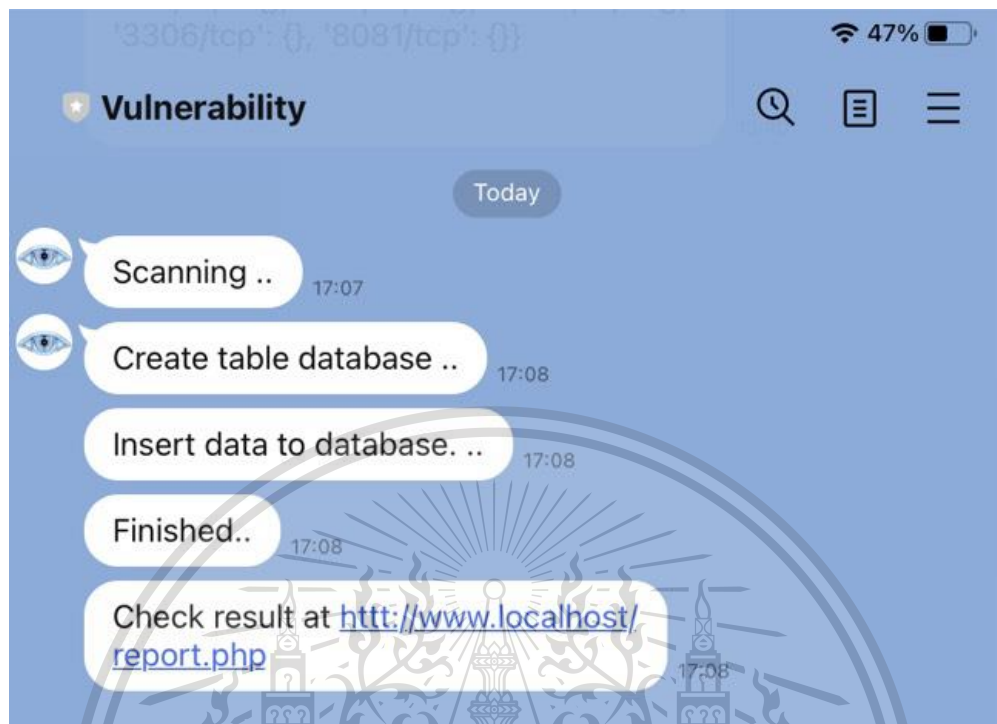 '3306/tcp': {}, '8081/tcp': {}}
47%
Vulnerability
Today
Scanning ..
17:07
Create table database ..
17:08
Insert data to database. ..
17:08
Finished..
17:08
Check result at httt://www.localhost/
report.php
17:08